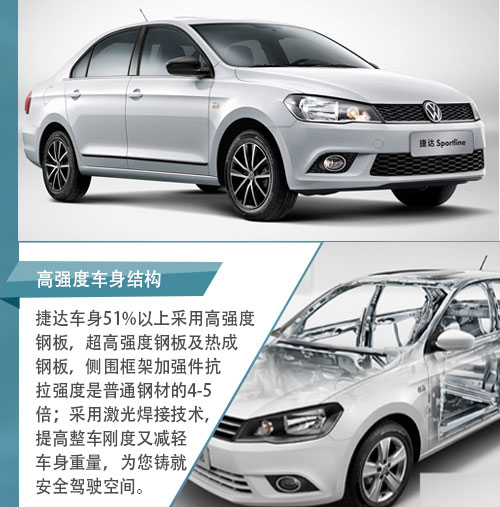 捷达 Sportline
高强度车身结构
捷达车身51%以上采用高强度
钢板，超高强度钢板及热成
钢板，侧围框架加强件抗
拉强度是普通钢材的4-5
倍；采用激光焊接技术，
提高整车刚度又减轻
车身重量，为您铸就
安全驾驶空间。